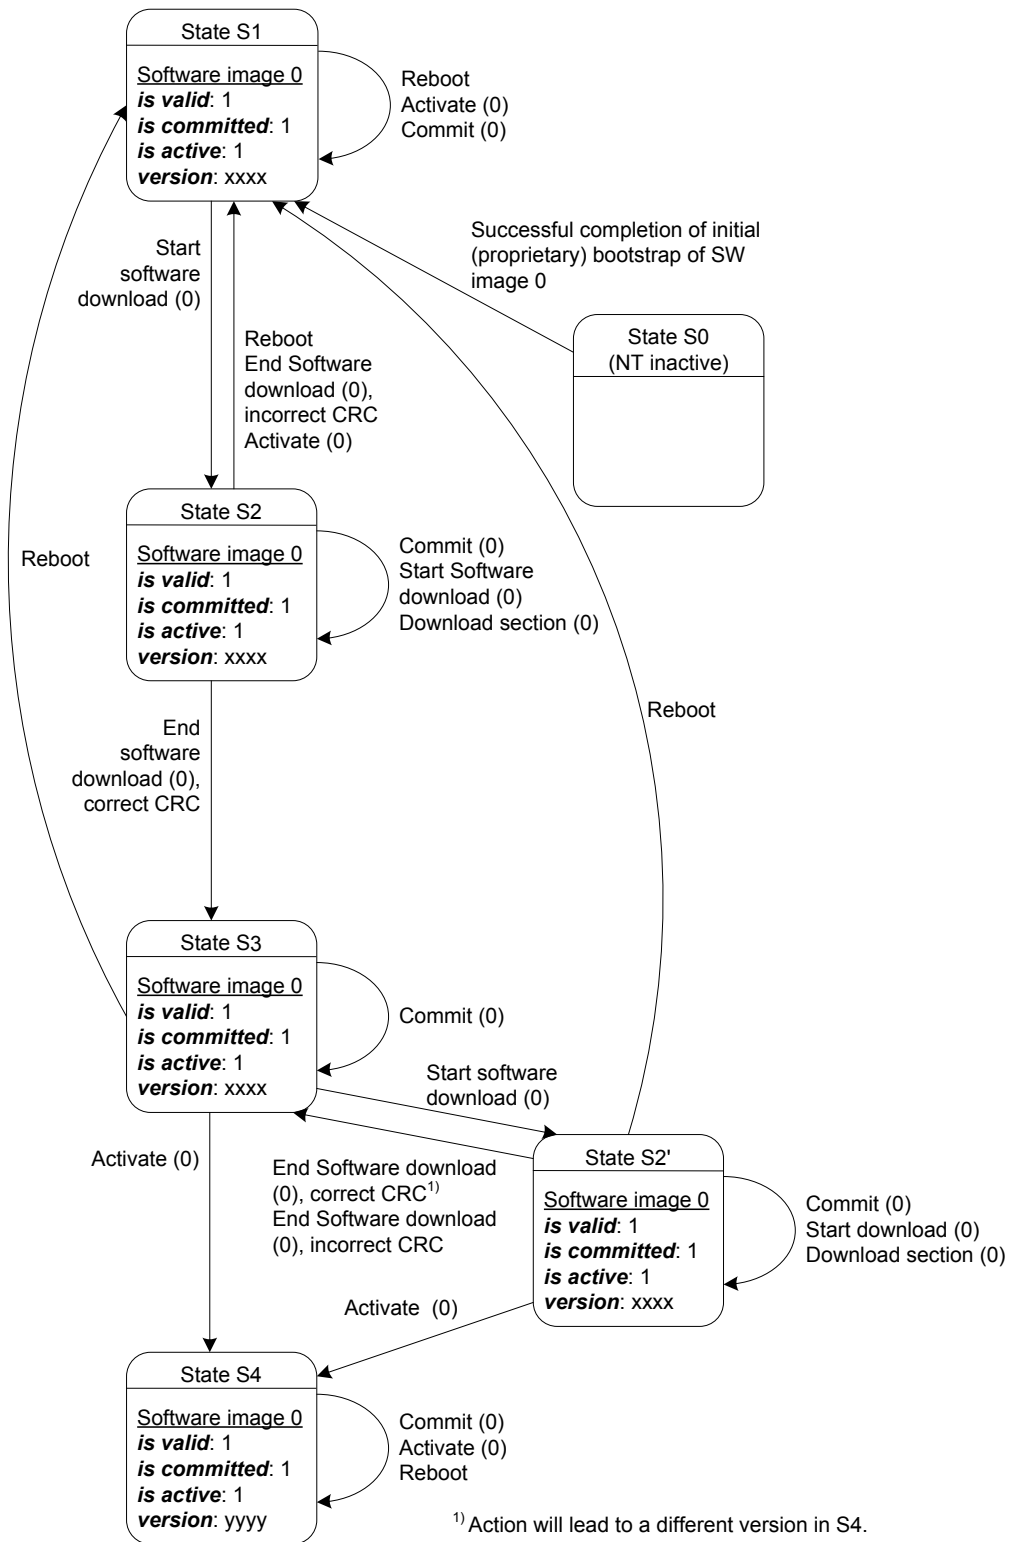 State S1
Software image 0
is valid: 1
is committed: 1
is active: 1
version: xxxx
Reboot
Activate (0)
Commit (0)
Successful completion of initial
(proprietary) bootstrap of SW
image 0
Start
software
download (0)
State S0
(NT inactive)
Reboot
End Software
download (0),
incorrect CRC
Activate (0)
State S2
Software image 0
is valid: 1
is committed: 1
is active: 1
version: xxxx
Commit (0)
Start Software
download (0)
Download section (0)
Reboot
Reboot
End
software
download (0),
correct CRC
State S3
Software image 0
is valid: 1
is committed: 1
is active: 1
version: xxxx
Commit (0)
Start software
download (0)
Activate (0)
End Software download
(0), correct CRC1)
End Software download
(0), incorrect CRC
State S2'
Software image 0
is valid: 1
is committed: 1
is active: 1
version: xxxx
Commit (0)
Start download (0)
Download section (0)
Activate (0)
State S4
Software image 0
is valid: 1
is committed: 1
is active: 1
version: yyyy
Commit (0)
Activate (0)
Reboot
1) Action will lead to a different version in S4.